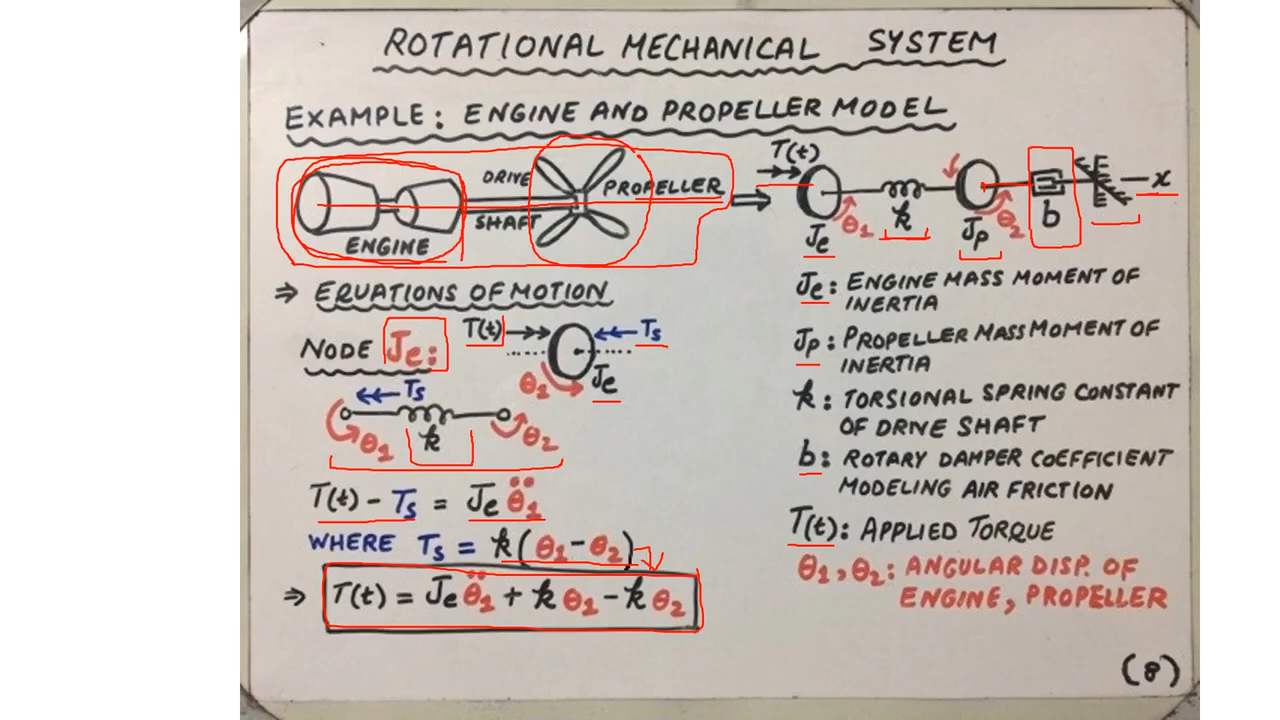 ROTATIONAL MECHANICAL SYSTEM
EXAMPLE: ENGINE AND PROPELLER MODEL
DRIVE
SHAFT
PROPELLER
ENGINE
T(t)
θ1
k
θ2
b
x
Je
Jp
⇒ EQUATIONS OF MOTION
NODE Je:
T(t)
Ts
θ1
Je
Ts
θ1
k
θ2
T(t) - Ts = Je θ̈1
WHERE Ts = k(θ1 - θ2)
⇒ T(t) = Je θ̈1 + k θ1 - k θ2
Je: ENGINE MASS MOMENT OF
INERTIA
Jp: PROPELLER MASS MOMENT OF
INERTIA
k: TORSIONAL SPRING CONSTANT
OF DRIVE SHAFT
b: ROTARY DAMPER COEFFICIENT
MODELING AIR FRICTION
T(t): APPLIED TORQUE
θ1, θ2: ANGULAR DISP. OF
ENGINE, PROPELLER
(8)